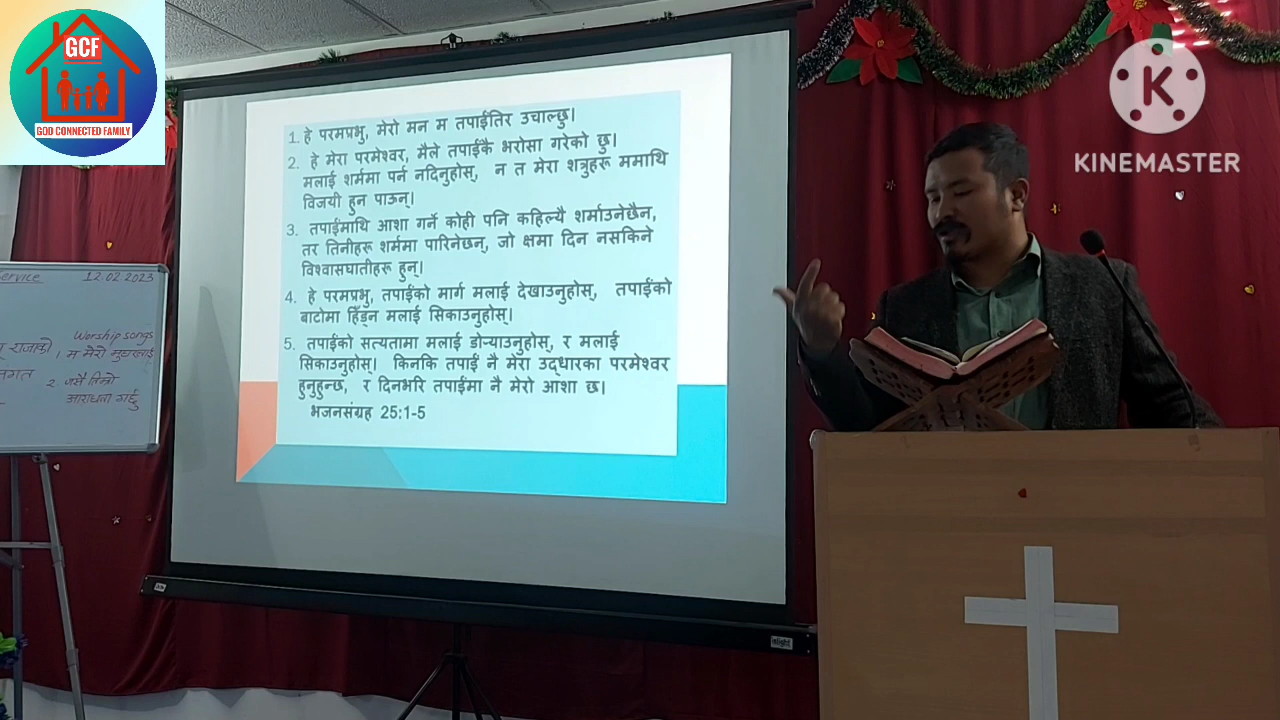 GCF
GOD CONNECTED FAMILY
KINEMASTER
1. हे परमप्रभु, मेरो मन म तपाईंतिर उचाल्छु।
2. हे मेरा परमेश्वर, मैले तपाईंकै भरोसा गरेको छु।
मलाई शर्ममा पर्न नदिनुहोस्, न त मेरा शत्रुहरू ममाथि
विजयी हुन पाऊन्।
3. तपाईंमाथि आशा गर्ने कोही पनि कहिल्यै शर्माउनेछैन,
तर तिनीहरू शर्ममा पारिनेछन्, जो क्षमा दिन नसकिने
विश्वासघातीहरू हुन्।
4. हे परमप्रभु, तपाईंको मार्ग मलाई देखाउनुहोस्, तपाईंको
बाटोमा हिँड्न मलाई सिकाउनुहोस्।
5. तपाईंको सत्यतामा मलाई डोऱ्याउनुहोस्, र मलाई
सिकाउनुहोस्। किनकि तपाईं नै मेरा उद्धारका परमेश्वर
हुनुहुन्छ, र दिनभरि तपाईंमा नै मेरो आशा छ।
भजनसंग्रह 25:1-5
ervice 12.02.2023
Worship songs
राजाको 1. म मेरो
2.
आराधना गर्छु